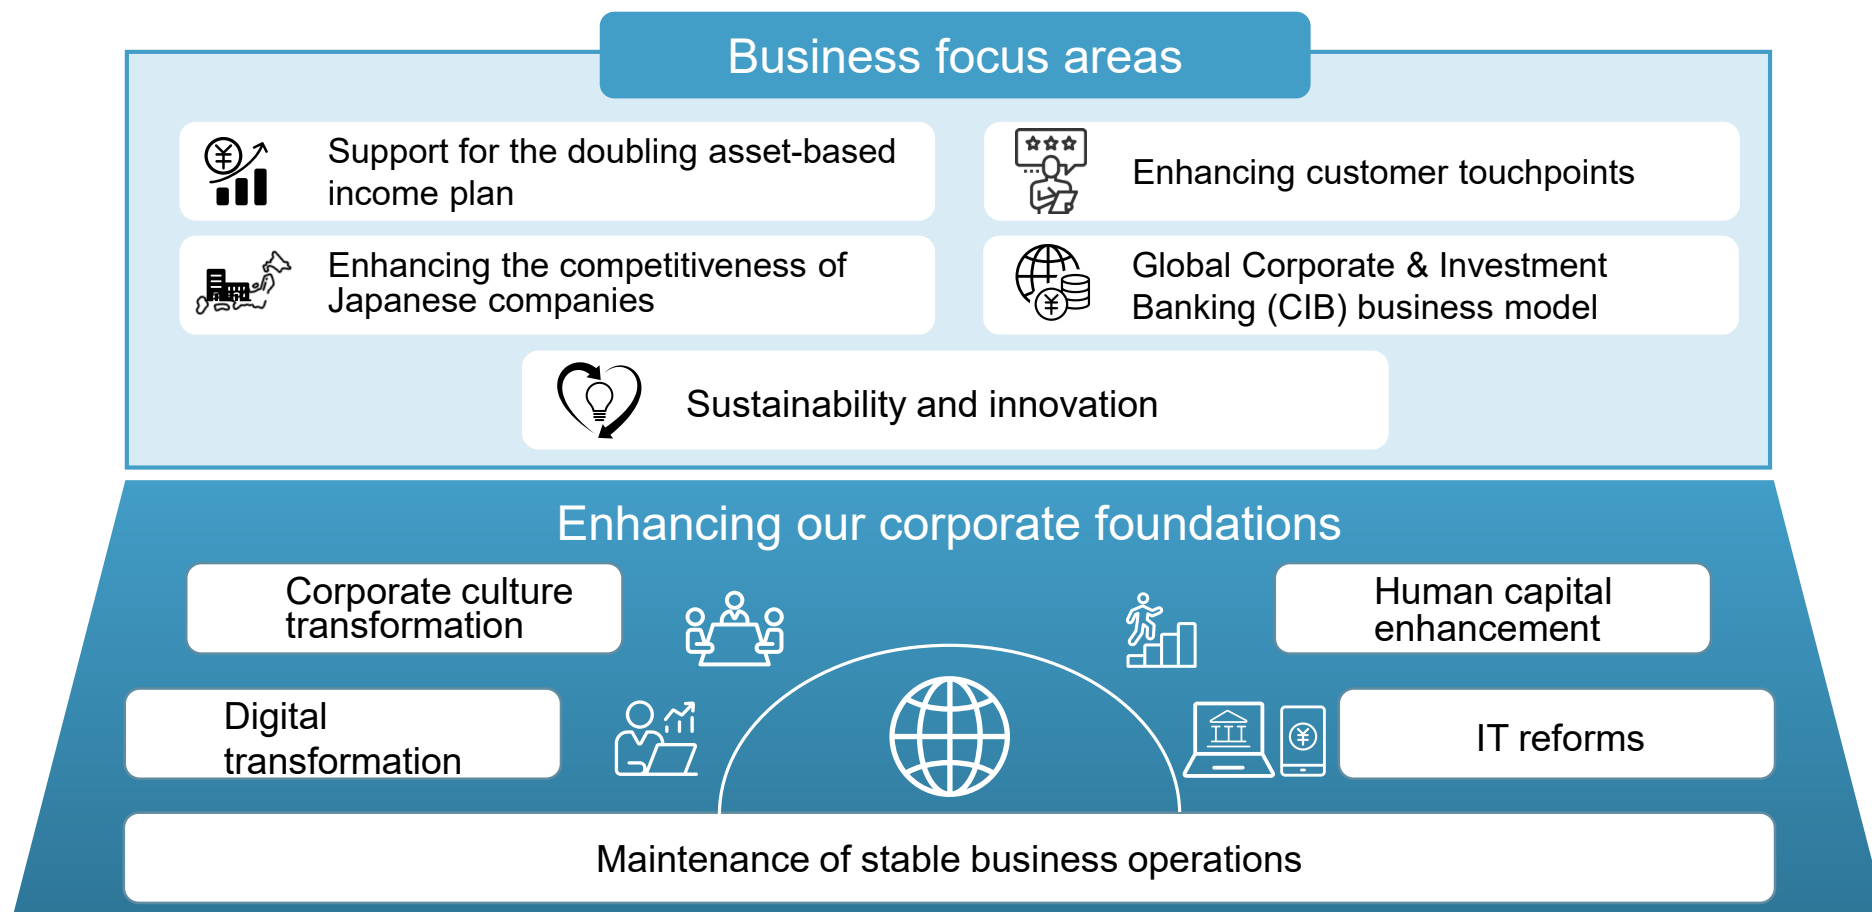 Business focus areas
Support for the doubling asset-based
income plan
Enhancing customer touchpoints
Enhancing the competitiveness of
Japanese companies
Global Corporate & Investment
Banking (CIB) business model
Sustainability and innovation
Enhancing our corporate foundations
Corporate culture
transformation
Human capital
enhancement
Digital
transformation
IT reforms
Maintenance of stable business operations